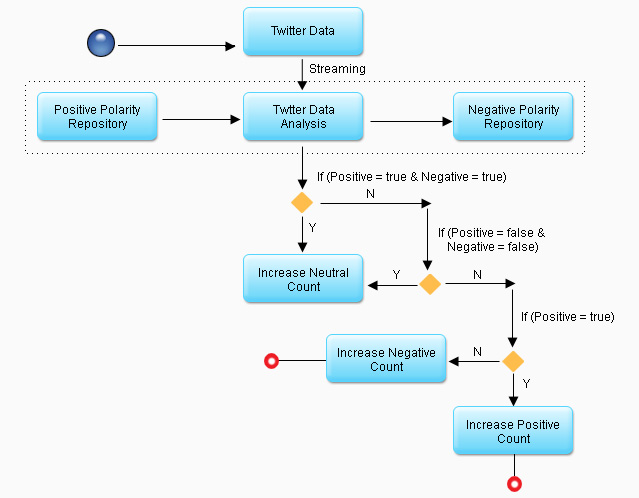 Twitter Data
Streaming
Positive Polarity
Repository
Twtter Data
Analysis
Negative Polarity
Repository
If (Positive = true & Negative = true)
N
Y
If (Positive = false &
Negative = false)
Increase Neutral
Count
Y
N
If (Positive = true)
Increase Negative
Count
N
Y
Increase Positive
Count